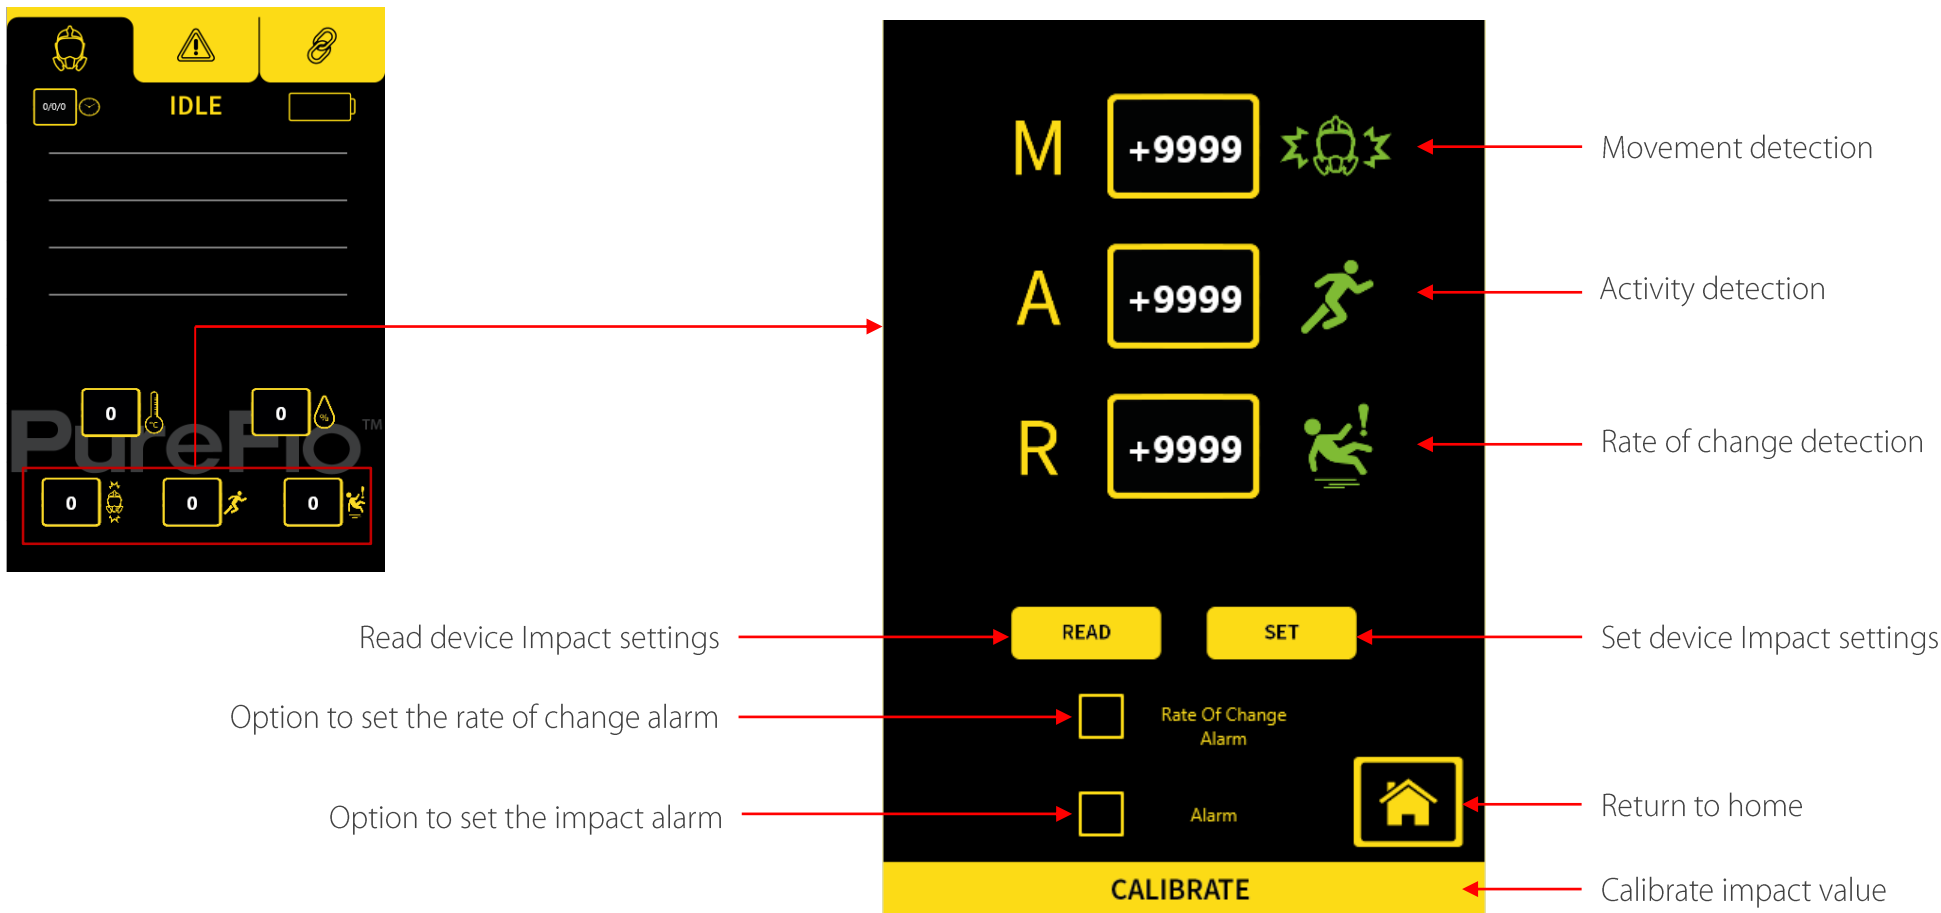 0/0/0
IDLE
0
°C
0
%
PureFlo™
0
0
0
M
+9999
Movement detection
A
+9999
Activity detection
R
+9999
Rate of change detection
Read device Impact settings
READ
SET
Set device Impact settings
Option to set the rate of change alarm
Rate Of Change
Alarm
Option to set the impact alarm
Alarm
Return to home
CALIBRATE
Calibrate impact value